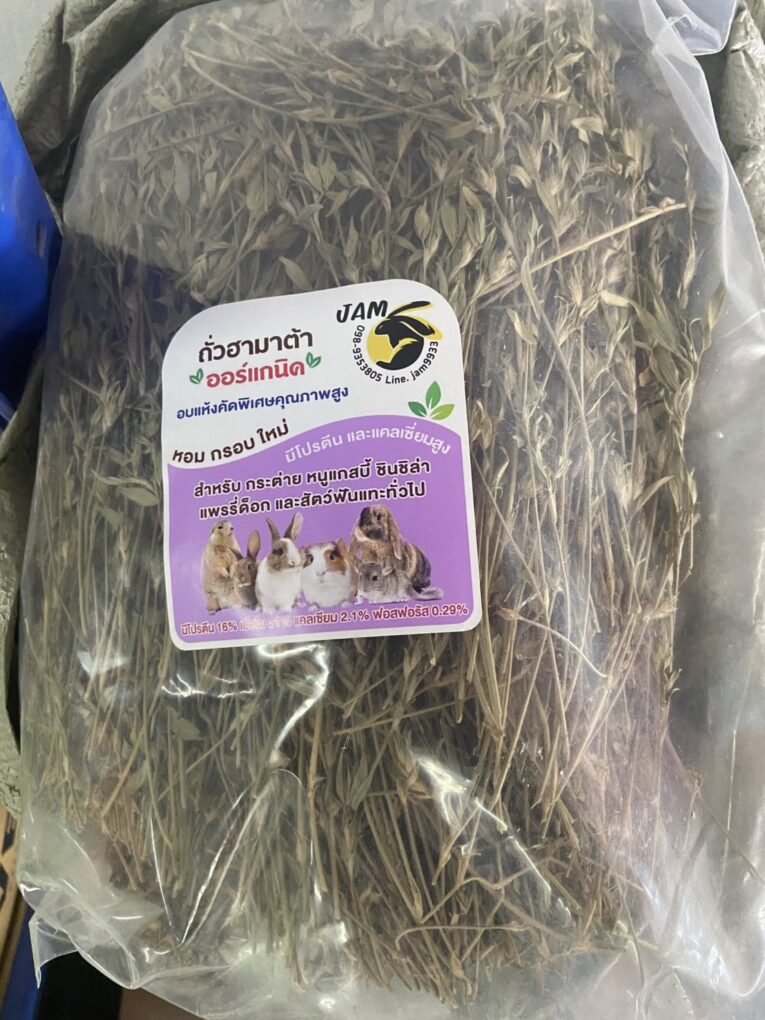 JAM
098-9353805 Line. jam9933
ถั่วฮามาต้า
ออร์แกนิค
อบแห้งคัดพิเศษคุณภาพสูง
หอม กรอบ ใหม่
มีโปรตีน และแคลเซี่ยมสูง
สำหรับ กระต่าย หนูแกสบี้ ชินชิล่า
แพรรี่ด็อก และสัตว์ฟันแทะทั่วไป
มีโปรตีน 16% แคลเซียม 2.1% ฟอสฟอรัส 0.29%